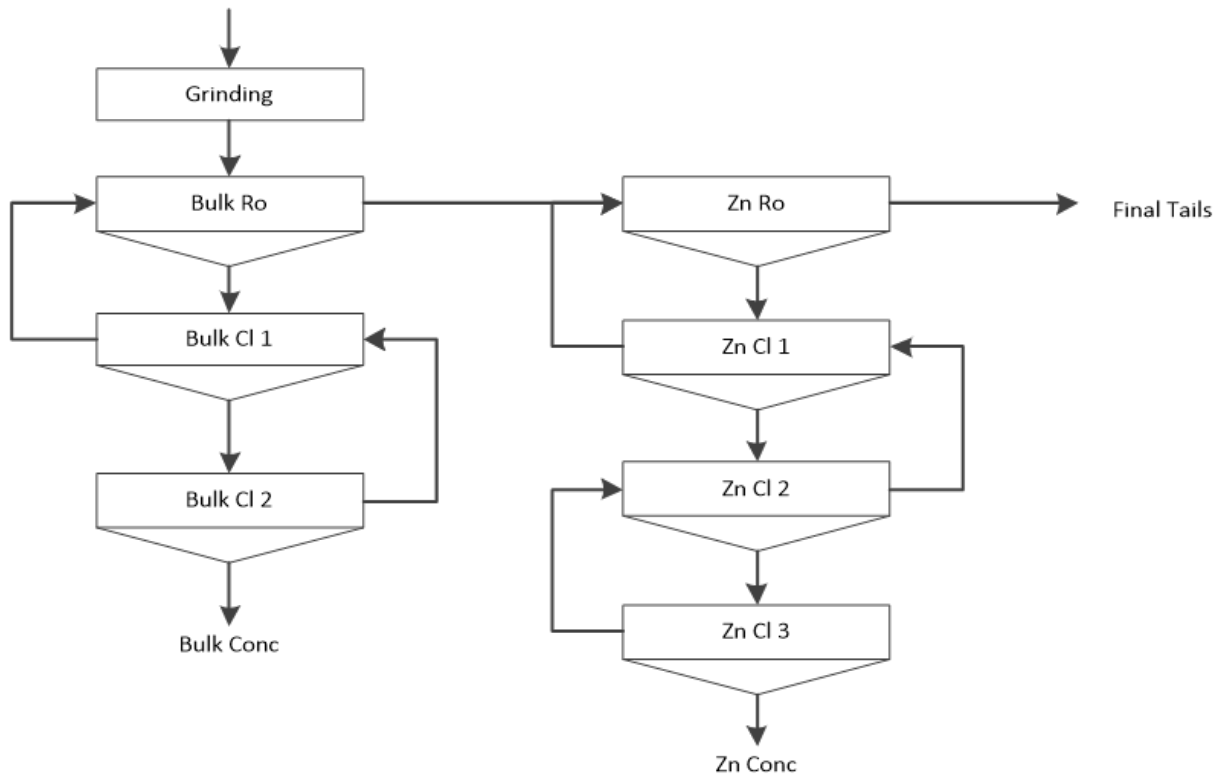 Grinding
Bulk Ro
Zn Ro
Final Tails
Bulk Cl 1
Zn Cl 1
Bulk Cl 2
Zn Cl 2
Zn Cl 3
Bulk Conc
Zn Conc